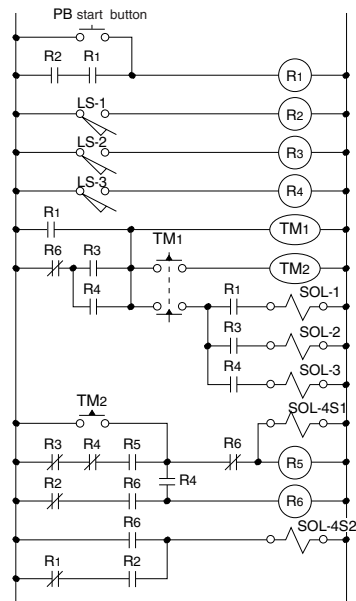 PB start button
R2 R1
R1
LS-1
R2
LS-2
R3
LS-3
R4
R1
TM1
TM1
R6 R3
TM2
R4
R1 SOL-1
R3 SOL-2
R4 SOL-3
TM2
SOL-4S1
R3 R4 R5 R6
R5
R4
R2 R6
R6
R6
SOL-4S2
R1 R2